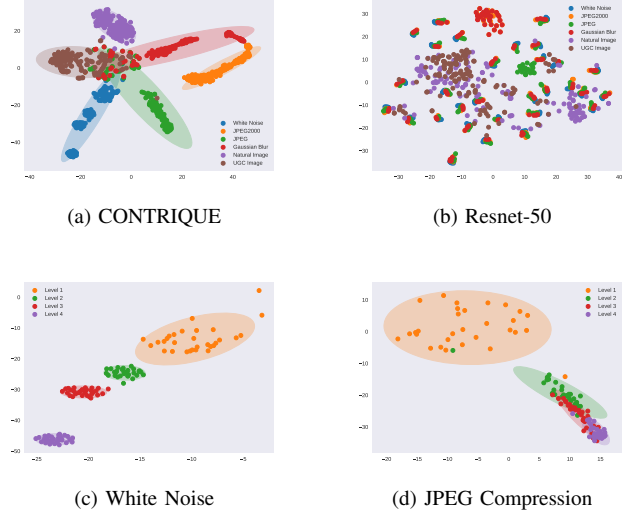 20
0
−20
−40
−40
−20
0
20
40
60
White Noise
JPEG2000
JPEG
Gaussian Blur
Natural Image
UGC Image
(a) CONTRIQUE
30
20
10
0
−10
−20
−30
−30
−20
−10
0
10
20
30
40
White Noise
JPEG2000
JPEG
Gaussian Blur
Natural Image
UGC Image
(b) Resnet-50
0
−10
−20
−30
−40
−50
−25
−20
−15
−10
−5
Level 1
Level 2
Level 3
Level 4
(c) White Noise
10
0
−10
−20
−30
−20
−15
−10
−5
0
5
10
15
Level 1
Level 2
Level 3
Level 4
(d) JPEG Compression